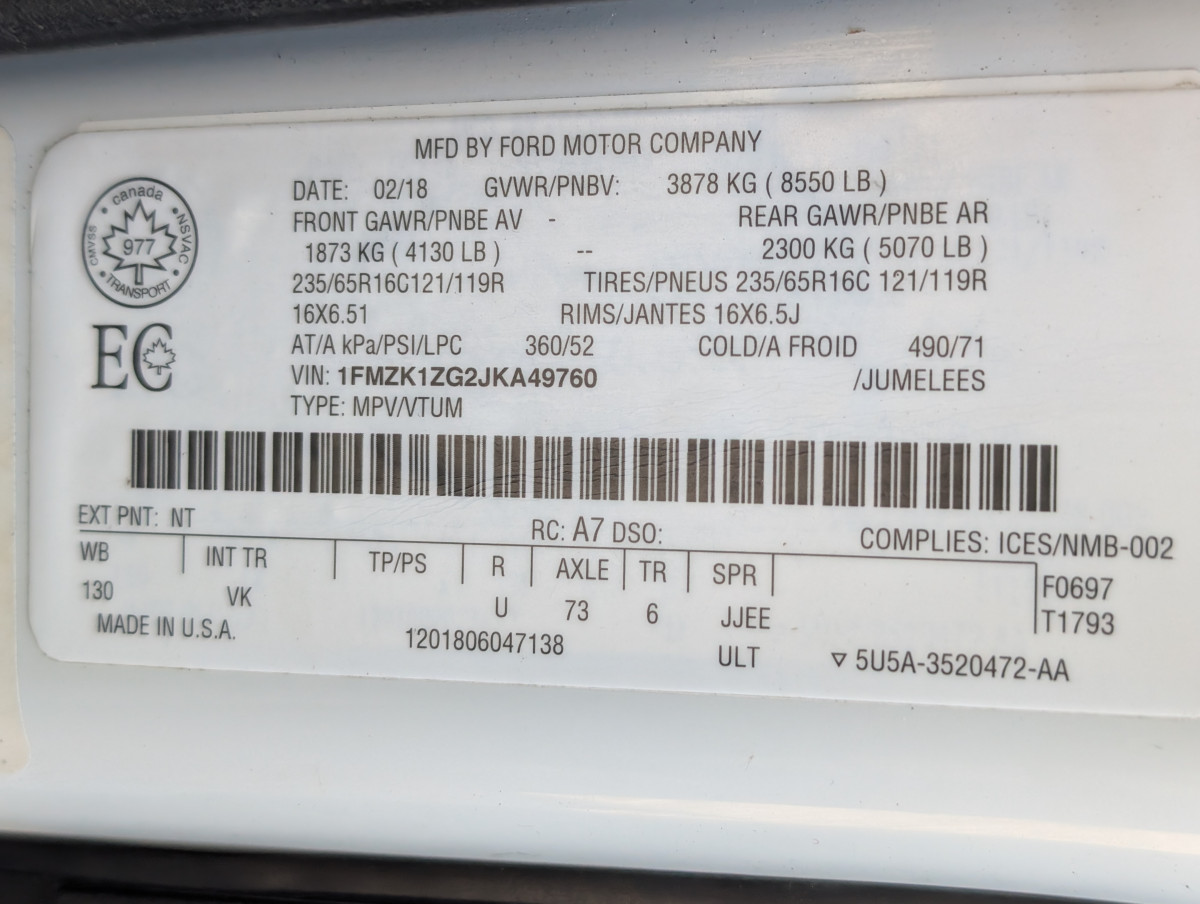 MFD BY FORD MOTOR COMPANY
DATE: 02/18 GVWR/PNBV: 3878 KG ( 8550 LB )
FRONT GAWR/PNBE AV - REAR GAWR/PNBE AR
1873 KG ( 4130 LB ) -- 2300 KG ( 5070 LB )
235/65R16C121/119R TIRES/PNEUS 235/65R16C 121/119R
16X6.51 RIMS/JANTES 16X6.5J
AT/A kPa/PSI/LPC 360/52 COLD/A FROID 490/71
VIN: 1FMZK1ZG2JKA49760 /JUMELEES
TYPE: MPV/VTUM
canada
CMVSS 977 NSVAC
TRANSPORT
EC
EXT PNT: NT RC: A7 DSO: COMPLIES: ICES/NMB-002
WB INT TR TP/PS R AXLE TR SPR F0697
130 VK U 73 6 JJEE T1793
MADE IN U.S.A. 1201806047138 ULT ▽ 5U5A-3520472-AA